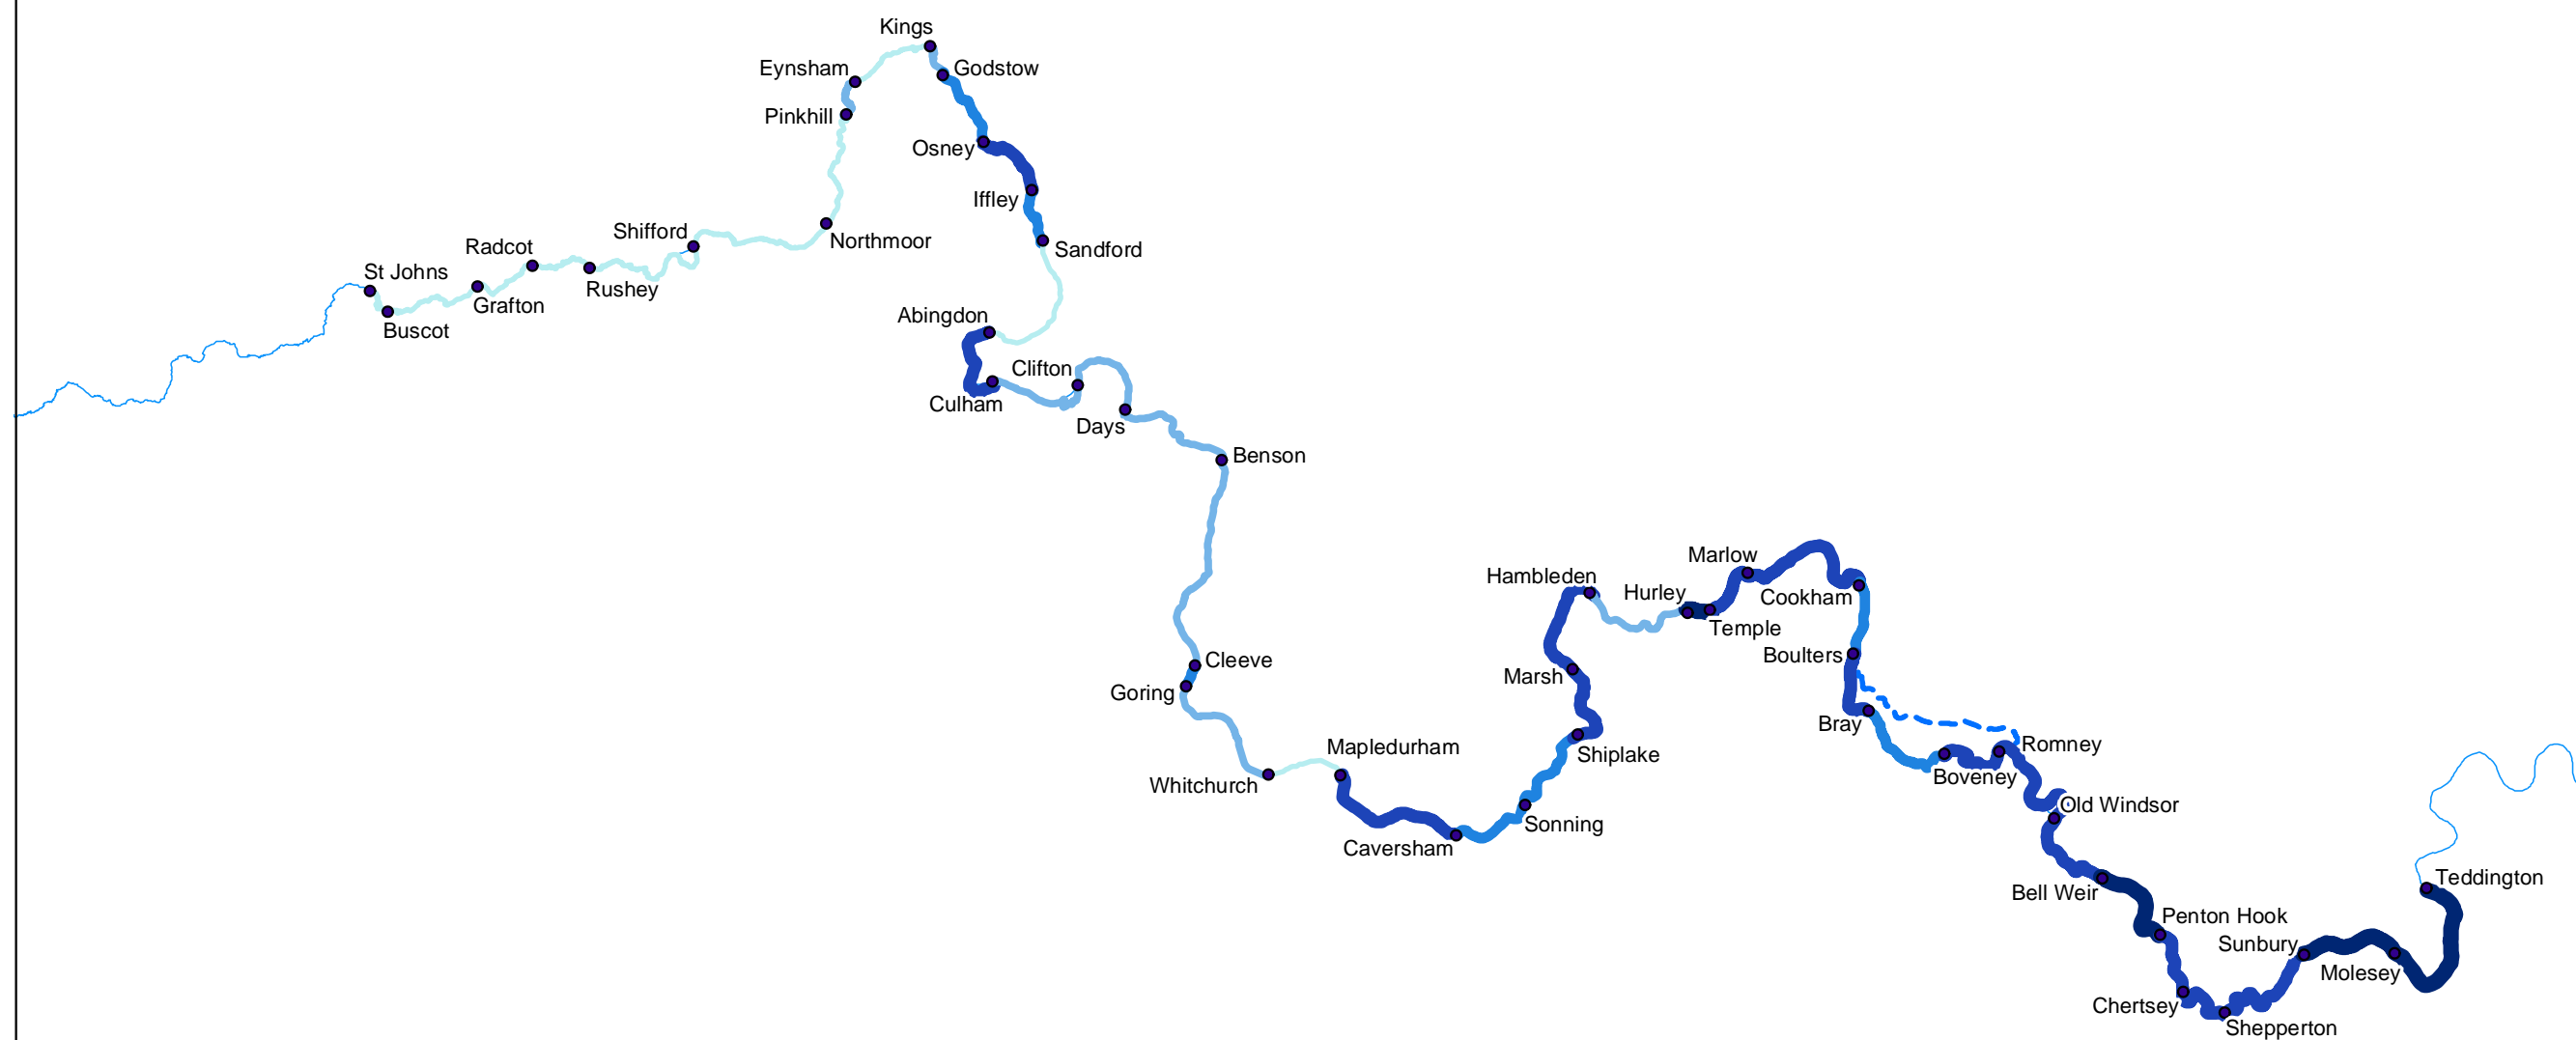 Kings
Eynsham
Godstow
Pinkhill
Osney
Iffley
Shifford
Northmoor
Radcot
Sandford
St Johns
Rushey
Grafton
Abingdon
Buscot
Clifton
Culham
Days
Benson
Marlow
Hambleden
Hurley
Cookham
Temple
Boulters
Cleeve
Marsh
Goring
Bray
Romney
Mapledurham
Shiplake
Boveney
Whitchurch
Old Windsor
Sonning
Caversham
Teddington
Bell Weir
Penton Hook
Sunbury
Molesey
Chertsey
Shepperton